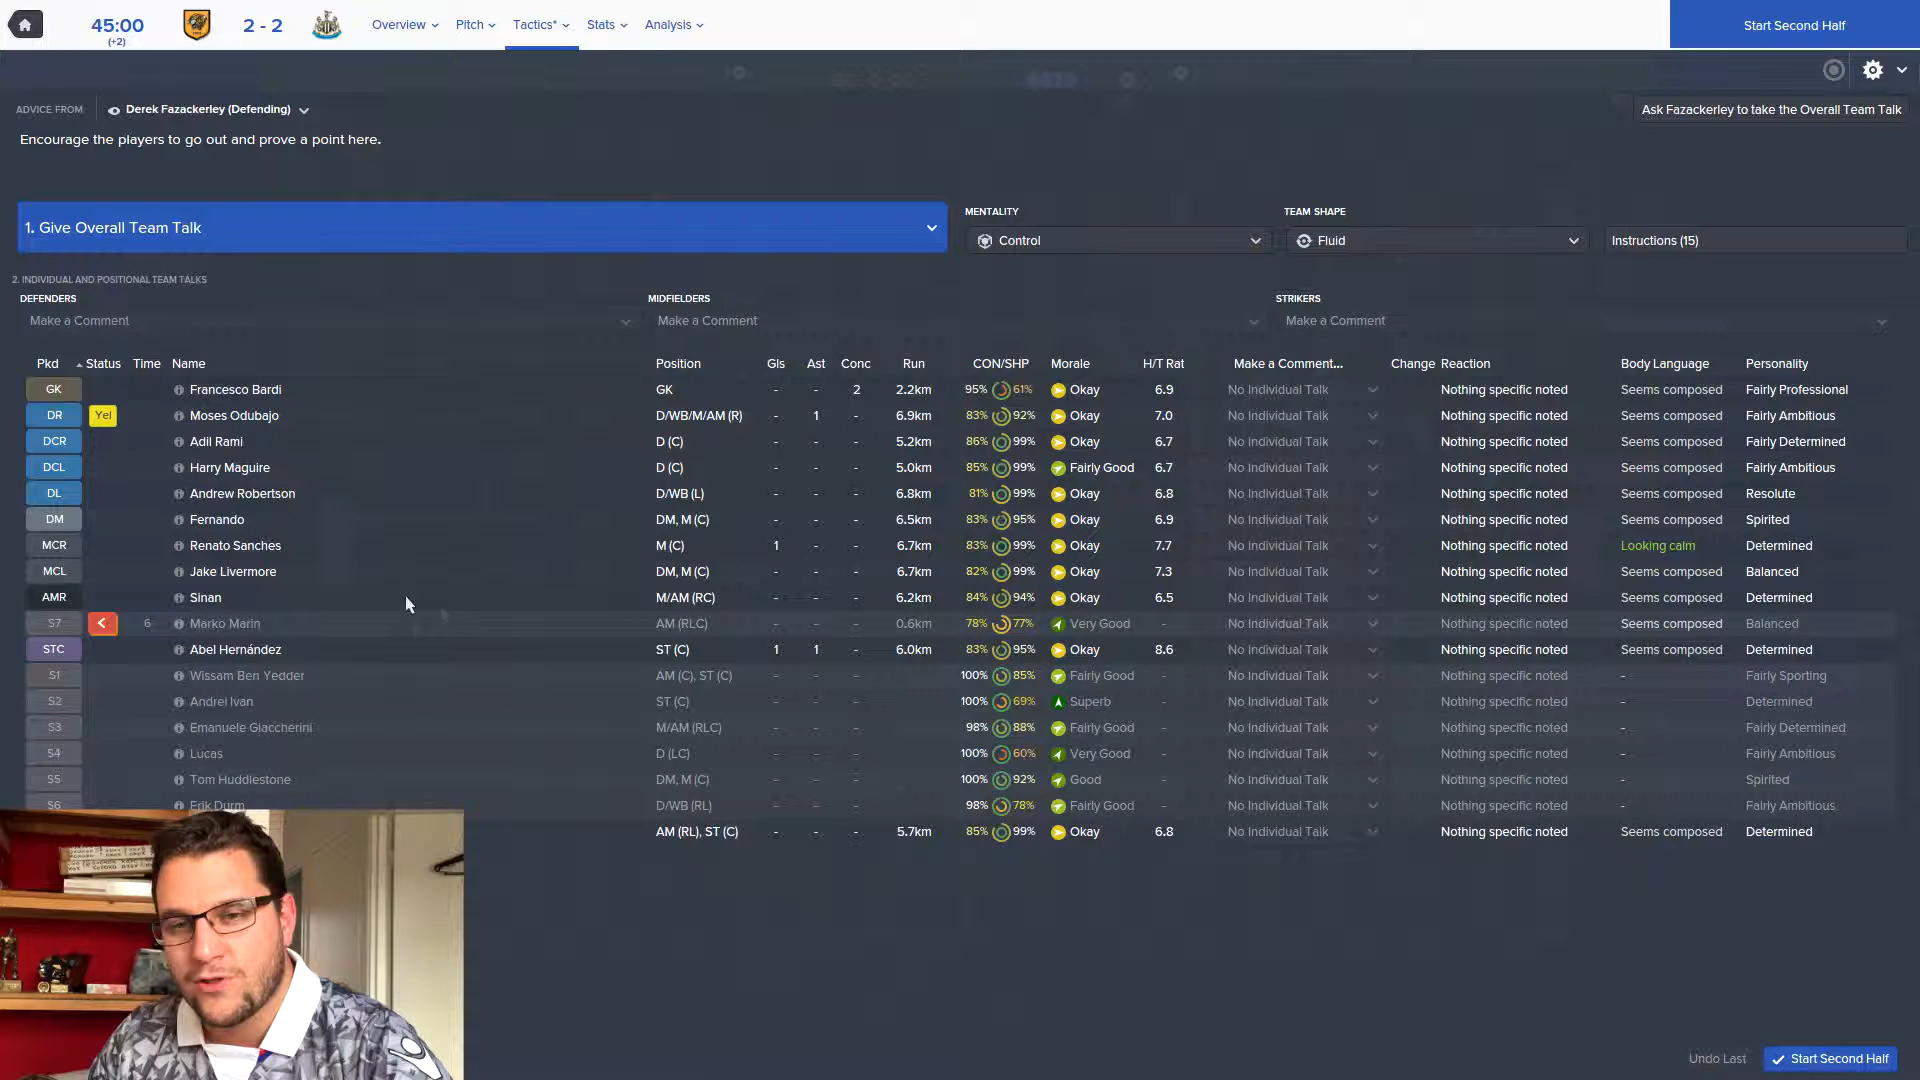 45:00
(+2)
2 - 2
Overview
Pitch
Tactics*
Stats
Analysis
Start Second Half
ADVICE FROM
Derek Fazackerley (Defending)
Ask Fazackerley to take the Overall Team Talk
Encourage the players to go out and prove a point here.
1. Give Overall Team Talk
MENTALITY
Control
TEAM SHAPE
Fluid
Instructions (15)
2. INDIVIDUAL AND POSITIONAL TEAM TALKS
DEFENDERS
Make a Comment
MIDFIELDERS
Make a Comment
STRIKERS
Make a Comment
Pkd Status Time Name Position Gls Ast Conc Run CON/SHP Morale H/T Rat Make a Comment... Change Reaction Body Language Personality
GK Francesco Bardi GK - - 2 2.2km 95% 61% Okay 6.9 No Individual Talk Nothing specific noted Seems composed Fairly Professional
DR Yel Moses Odubajo D/WB/M/AM (R) - 1 - 6.9km 83% 92% Okay 7.0 No Individual Talk Nothing specific noted Seems composed Fairly Ambitious
DCR Adil Rami D (C) - - - 5.2km 86% 99% Okay 6.7 No Individual Talk Nothing specific noted Seems composed Fairly Determined
DCL Harry Maguire D (C) - - - 5.0km 85% 99% Fairly Good 6.7 No Individual Talk Nothing specific noted Seems composed Fairly Ambitious
DL Andrew Robertson D/WB (L) - - - 6.8km 81% 99% Okay 6.8 No Individual Talk Nothing specific noted Seems composed Resolute
DM Fernando DM, M (C) - - - 6.5km 83% 95% Okay 6.9 No Individual Talk Nothing specific noted Seems composed Spirited
MCR Renato Sanches M (C) 1 - - 6.7km 83% 99% Okay 7.7 No Individual Talk Nothing specific noted Looking calm Determined
MCL Jake Livermore DM, M (C) - - - 6.7km 82% 99% Okay 7.3 No Individual Talk Nothing specific noted Seems composed Balanced
AMR Sinan M/AM (RC) - - - 6.2km 84% 94% Okay 6.5 No Individual Talk Nothing specific noted Seems composed Determined
S7 6 Marko Marin AM (RLC) - - - 0.6km 78% 77% Very Good - No Individual Talk Nothing specific noted Seems composed Balanced
STC Abel Hernández ST (C) 1 1 - 6.0km 83% 95% Okay 8.6 No Individual Talk Nothing specific noted Seems composed Determined
S1 Wissam Ben Yedder AM (C), ST (C) - - - - 100% 85% Fairly Good - No Individual Talk Nothing specific noted - Fairly Sporting
S2 Andrei Ivan ST (C) - - - - 100% 69% Superb - No Individual Talk Nothing specific noted - Determined
S3 Emanuele Giaccherini M/AM (RLC) - - - - 98% 88% Fairly Good - No Individual Talk Nothing specific noted - Fairly Determined
S4 Lucas D (LC) - - - - 100% 60% Very Good - No Individual Talk Nothing specific noted - Fairly Ambitious
S5 Tom Huddlestone DM, M (C) - - - - 100% 92% Good - No Individual Talk Nothing specific noted - Spirited
S6 Erik Durm D/WB (RL) - - - - 98% 78% Fairly Good - No Individual Talk Nothing specific noted - Fairly Ambitious
AM (RL), ST (C) - - - 5.7km 85% 99% Okay 6.8 No Individual Talk Nothing specific noted Seems composed Determined
Undo Last
Start Second Half